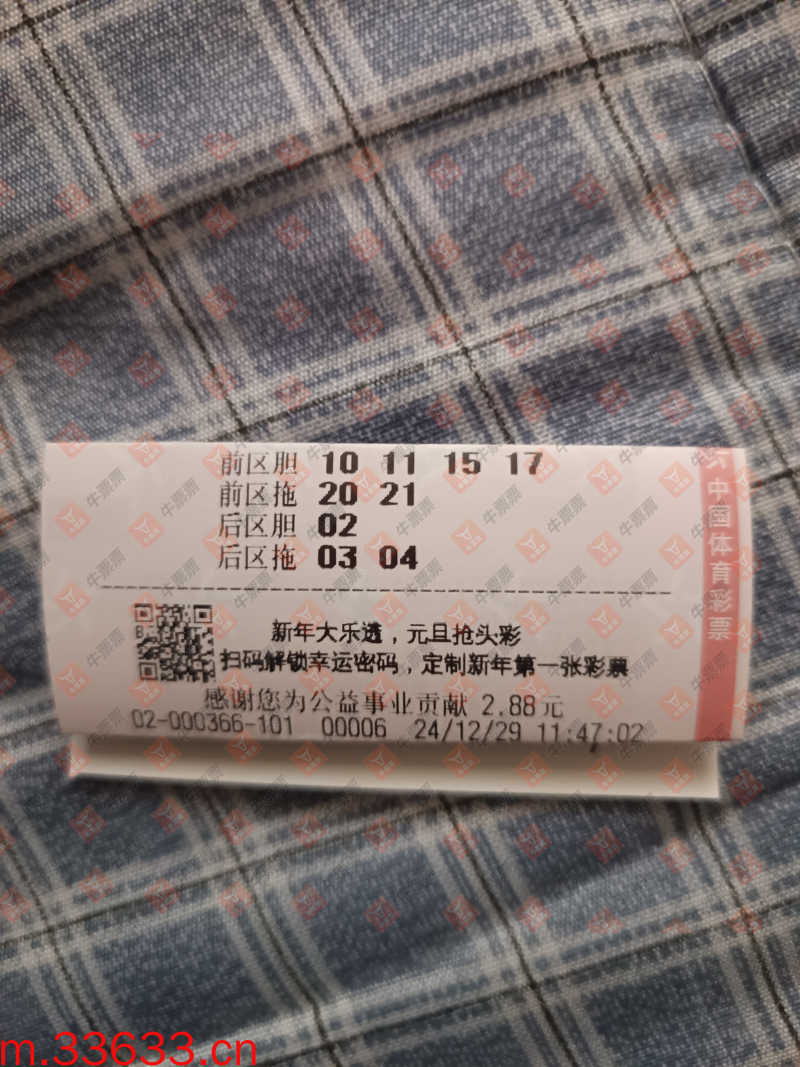 前区胆 10 11 15 17
前区拖 20 21
后区胆 02
后区拖 03 04
中国体育彩票
新年大乐透，元旦抢头彩
扫码解锁幸运密码，定制新年第一张彩票
感谢您为公益事业贡献 2.88元
02-000366-101 00006 24/12/29 11:47:02
牛票票
m.33633.cn